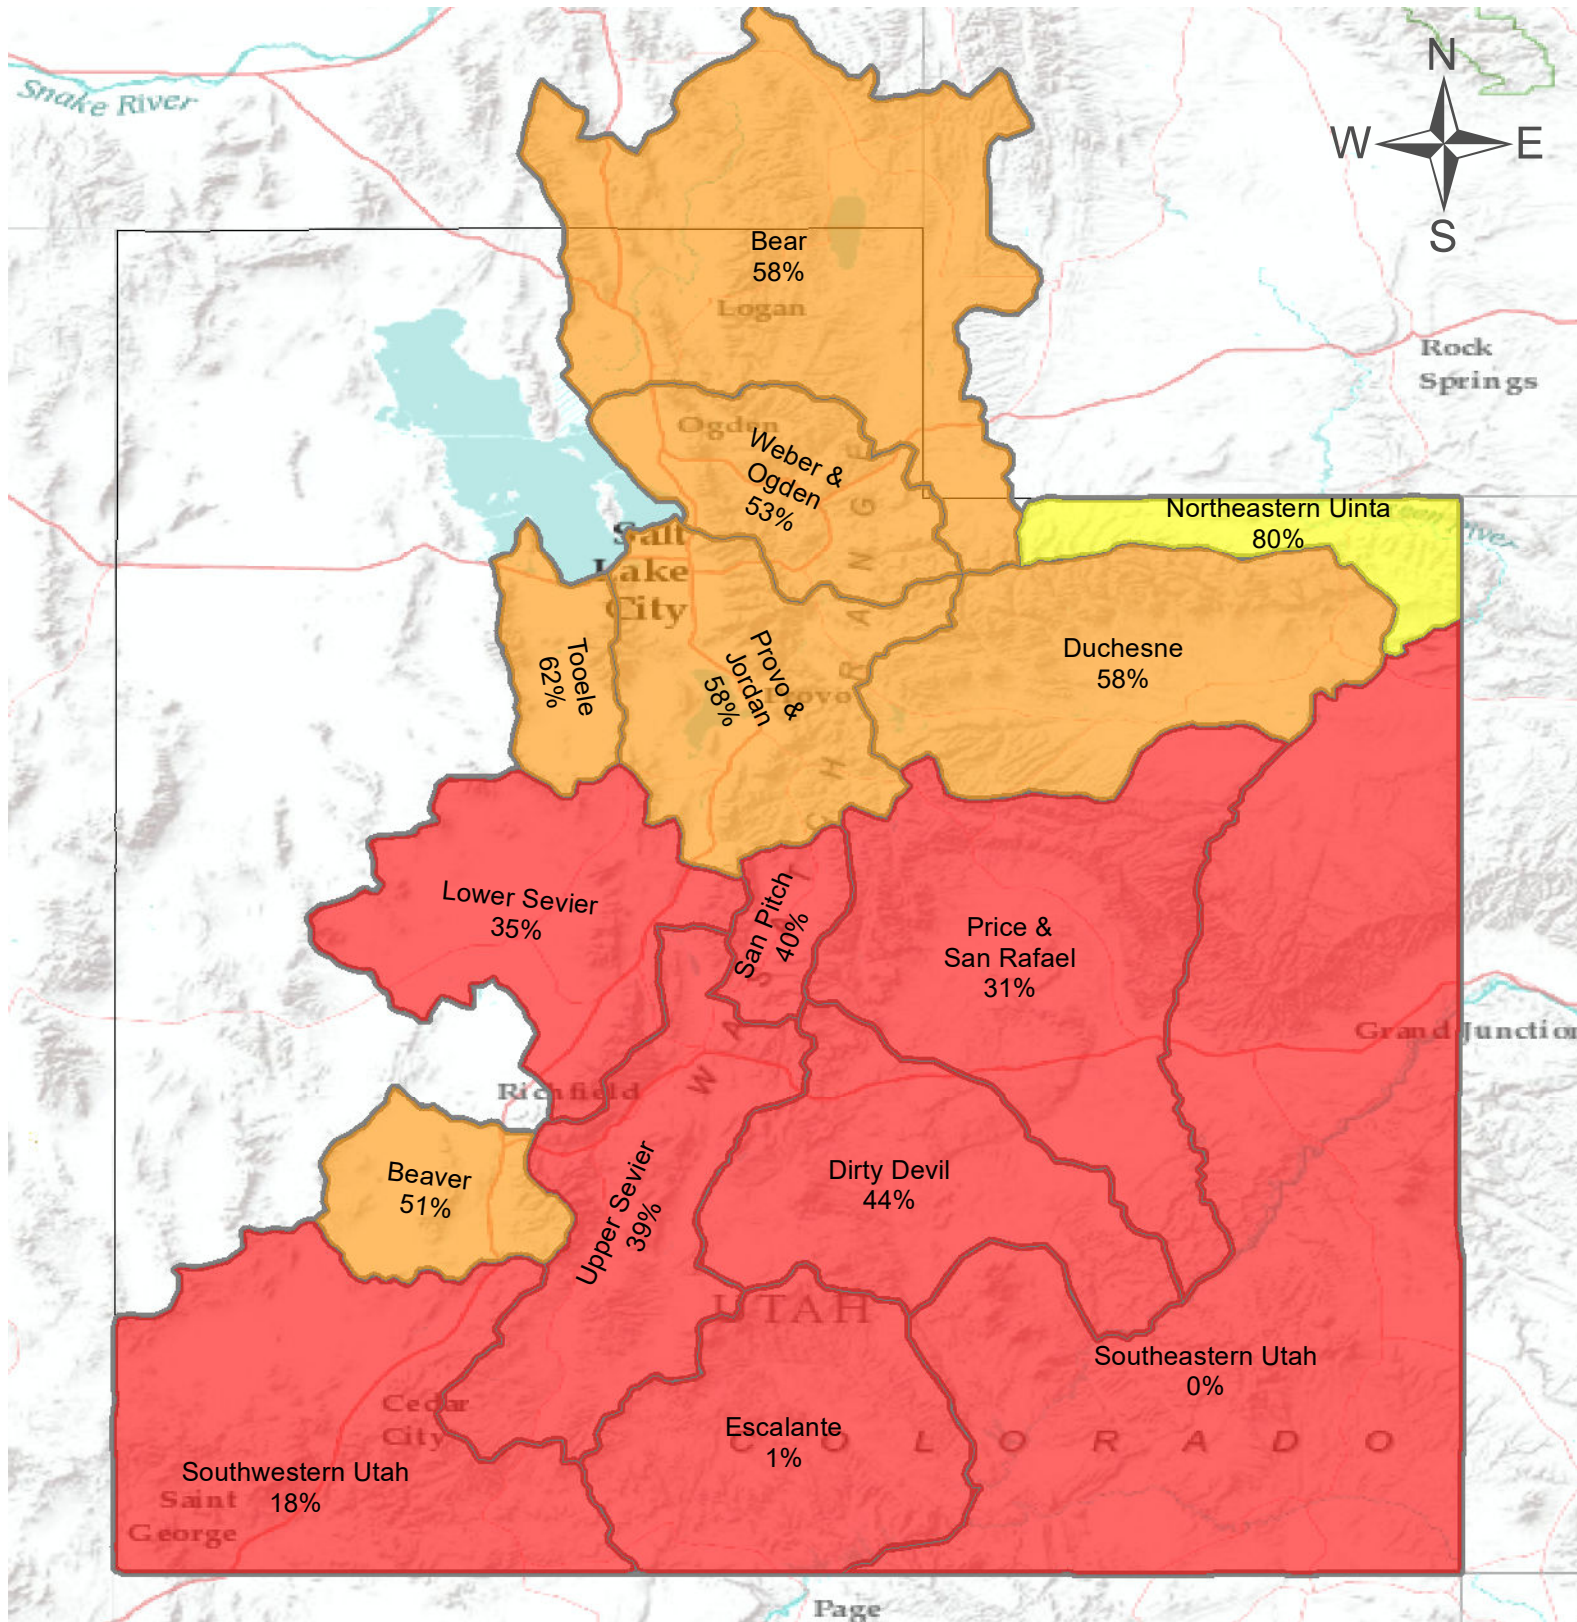 N
W
E
S
Snake River
Bear
58%
Logan
Rock
Springs
Ogden
Weber &
Ogden
53%
Northeastern Uinta
80%
Salt
Lake
City
Tooele
62%
Provo &
Jordan
58%
Provo
Duchesne
58%
Lower Sevier
35%
San Pitch
40%
Price &
San Rafael
31%
Grand Junction
Richfield
Beaver
51%
Upper Sevier
39%
Dirty Devil
44%
UTAH
Southeastern Utah
0%
Cedar
City
Escalante
1%
COLORADO
Southwestern Utah
18%
Saint
George
Page